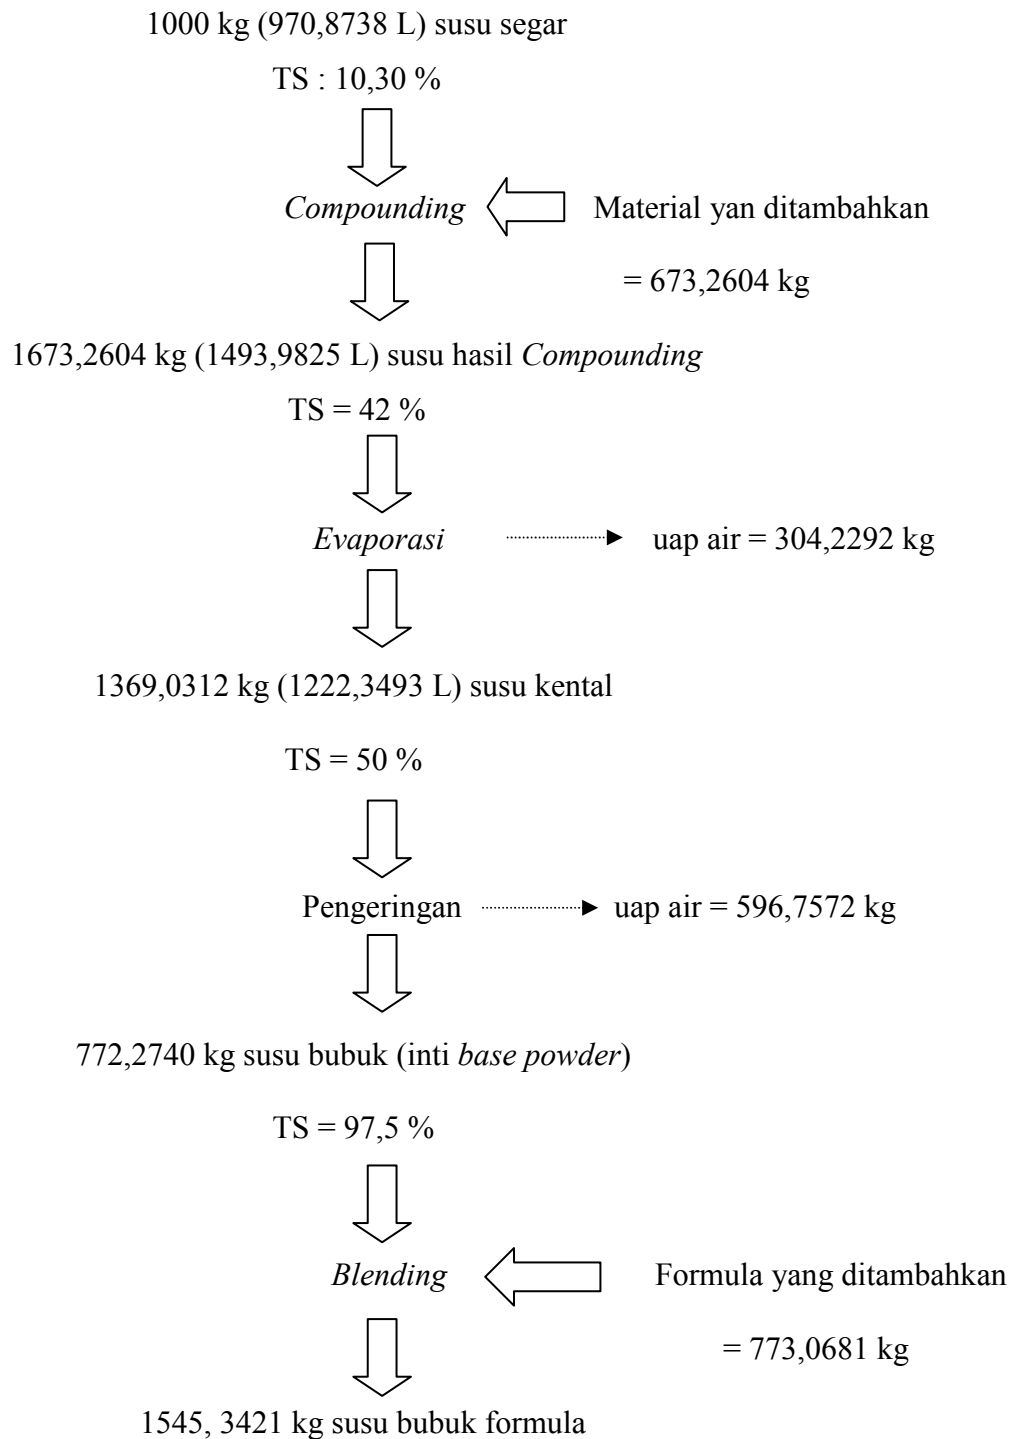 1000 kg (970,8738 L) susu segar
TS : 10,30 %
Compounding Material yan ditambahkan
= 673,2604 kg
1673,2604 kg (1493,9825 L) susu hasil Compounding
TS = 42 %
Evaporasi uap air = 304,2292 kg
1369,0312 kg (1222,3493 L) susu kental
TS = 50 %
Pengeringan uap air = 596,7572 kg
772,2740 kg susu bubuk (inti base powder)
TS = 97,5 %
Blending Formula yang ditambahkan
= 773,0681 kg
1545, 3421 kg susu bubuk formula